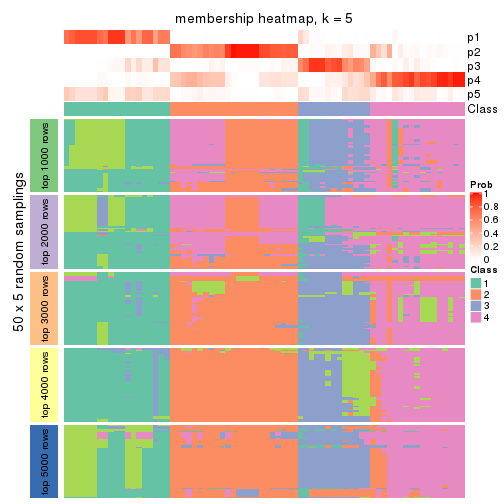 membership heatmap, k = 5
p1
p2
p3
p4
p5
Class
50 x 5 random samplings
top 1000 rows
top 2000 rows
top 3000 rows
top 4000 rows
top 5000 rows
Prob
1
0.8
0.6
0.4
0.2
0
Class
1
2
3
4